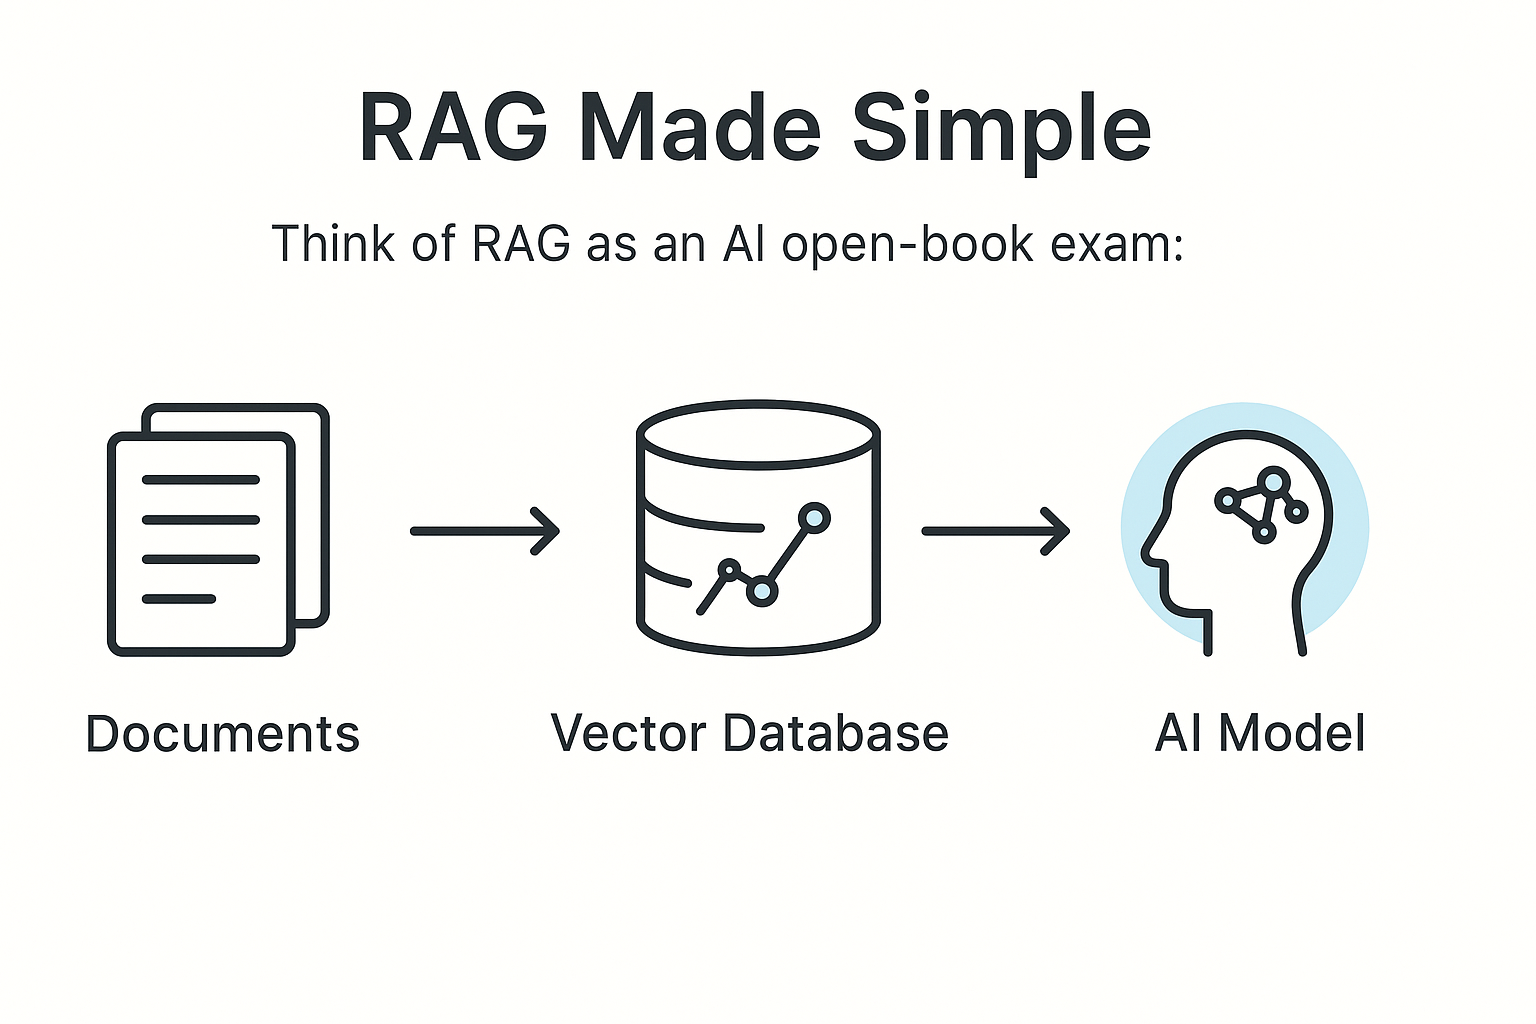 RAG Made Simple
Think of RAG as an AI open-book exam:
Documents
Vector Database
AI Model